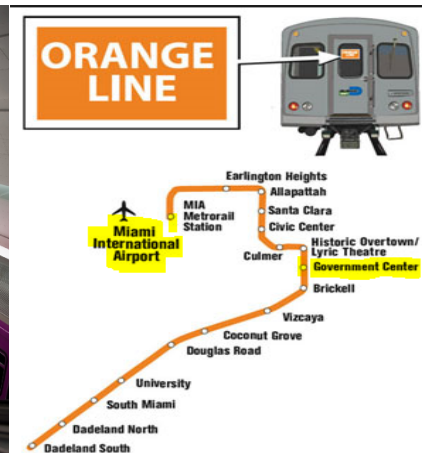 ORANGE
LINE
Earlington Heights
Allapattah
MIA
Metrorail
Station
Santa Clara
Miami
International
Airport
Civic Center
Historic Overtown/
Lyric Theatre
Culmer
Government Center
Brickell
Vizcaya
Coconut Grove
Douglas Road
University
South Miami
Dadeland North
Dadeland South